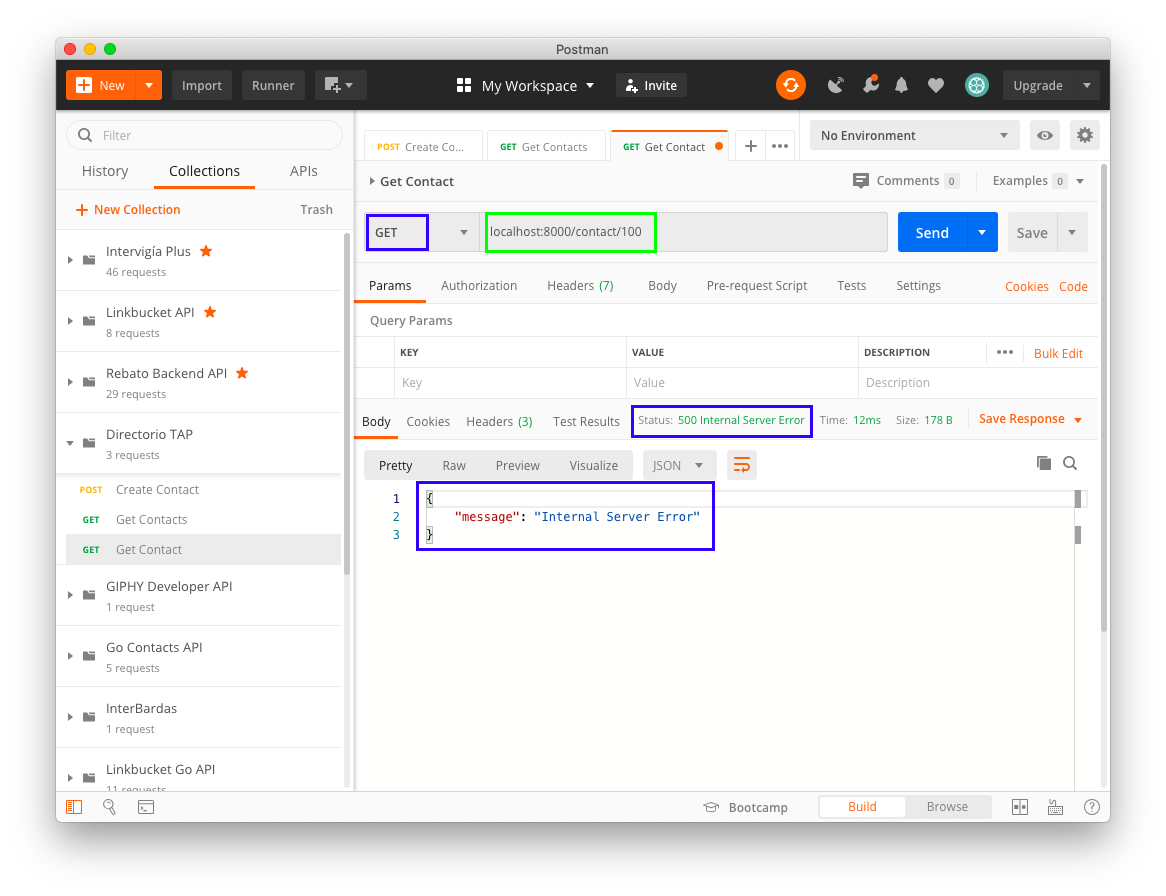 Postman
New
Import
Runner
My Workspace
Invite
Upgrade
Filter
History Collections APIs
New Collection Trash
Intervigía Plus
46 requests
Linkbucket API
8 requests
Rebato Backend API
29 requests
Directorio TAP
3 requests
POST Create Contact
GET Get Contacts
GET Get Contact
GIPHY Developer API
1 request
Go Contacts API
5 requests
InterBardas
1 request
Linkbucket Go API
11 requests
POST Create Co...
GET Get Contacts
GET Get Contact
No Environment
Get Contact
Comments 0
Examples 0
GET
localhost:8000/contact/100
Send
Save
Params Authorization Headers (7) Body Pre-request Script Tests Settings
Cookies Code
Query Params
KEY VALUE DESCRIPTION
Bulk Edit
Key Value Description
Body Cookies Headers (3) Test Results
Status: 500 Internal Server Error Time: 12ms Size: 178 B
Save Response
Pretty Raw Preview Visualize JSON
1 {
2 "message": "Internal Server Error"
3 }
Bootcamp
Build Browse